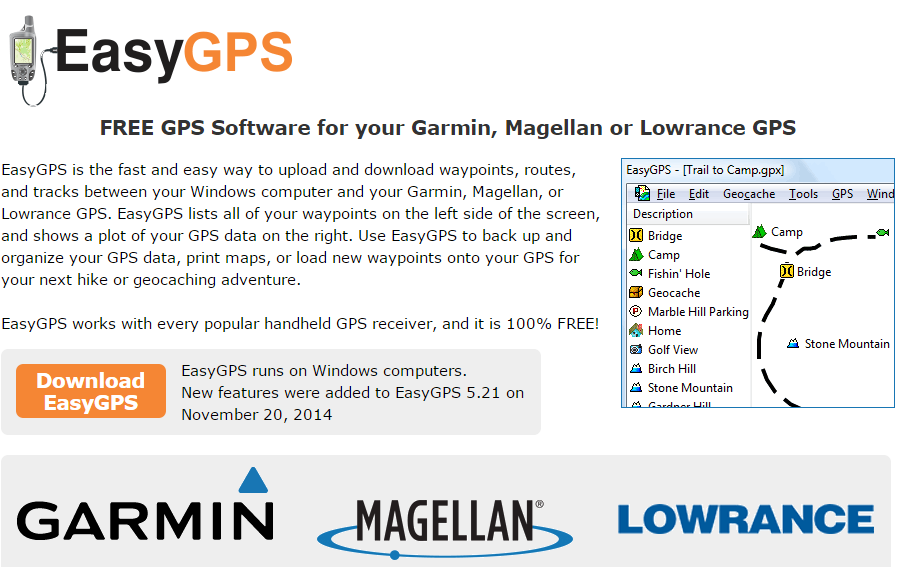 EasyGPS
FREE GPS Software for your Garmin, Magellan or Lowrance GPS
EasyGPS is the fast and easy way to upload and download waypoints, routes,
and tracks between your Windows computer and your Garmin, Magellan, or
Lowrance GPS. EasyGPS lists all of your waypoints on the left side of the screen,
and shows a plot of your GPS data on the right. Use EasyGPS to back up and
organize your GPS data, print maps, or load new waypoints onto your GPS for
your next hike or geocaching adventure.
EasyGPS works with every popular handheld GPS receiver, and it is 100% FREE!
EasyGPS - [Trail to Camp.gpx]
File Edit Geocache Tools GPS Wind
Description
Bridge
Camp
Fishin' Hole
Geocache
Marble Hill Parking
Home
Golf View
Birch Hill
Stone Mountain
Gardner Hill
Camp
Bridge
Stone Mountain
Download
EasyGPS
EasyGPS runs on Windows computers.
New features were added to EasyGPS 5.21 on
November 20, 2014
GARMIN
MAGELLAN®
LOWRANCE